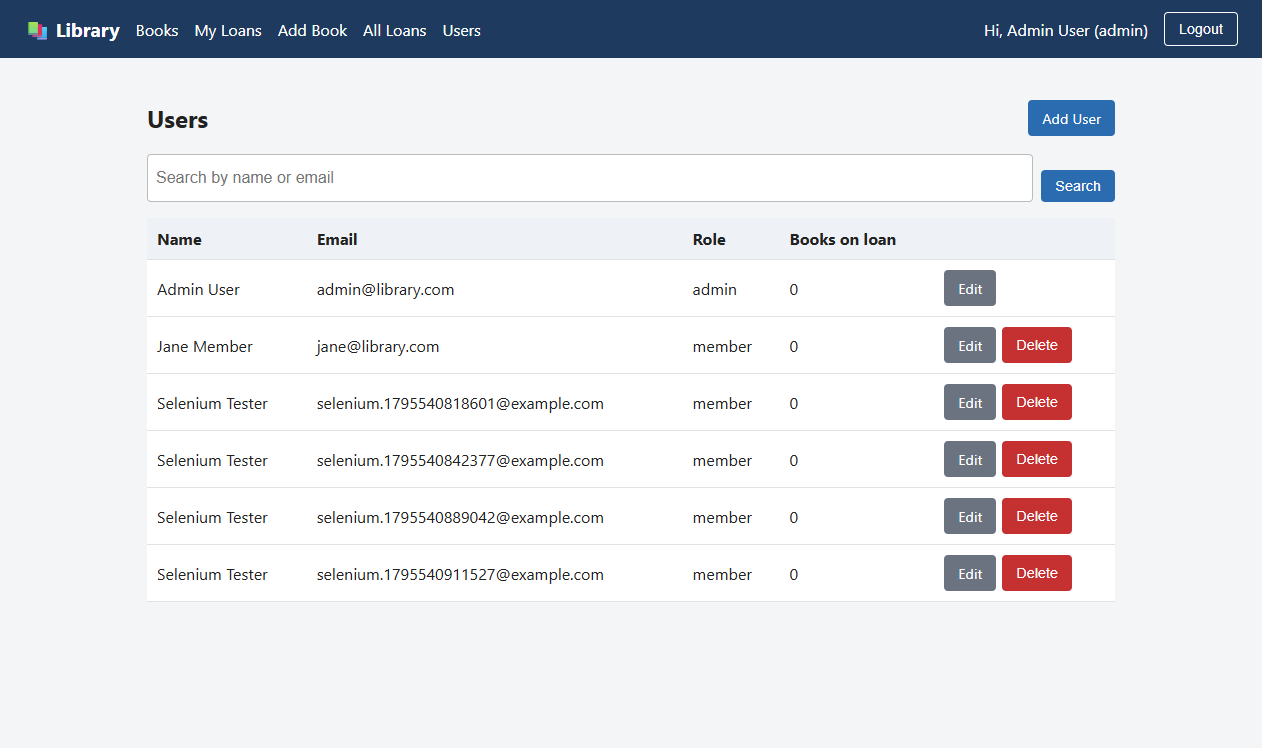 Library Books My Loans Add Book All Loans Users Hi, Admin User (admin) Logout
Users Add User
Search by name or email Search
Name Email Role Books on loan
Admin User admin@library.com admin 0 Edit
Jane Member jane@library.com member 0 Edit Delete
Selenium Tester selenium.1795540818601@example.com member 0 Edit Delete
Selenium Tester selenium.1795540842377@example.com member 0 Edit Delete
Selenium Tester selenium.1795540889042@example.com member 0 Edit Delete
Selenium Tester selenium.1795540911527@example.com member 0 Edit Delete